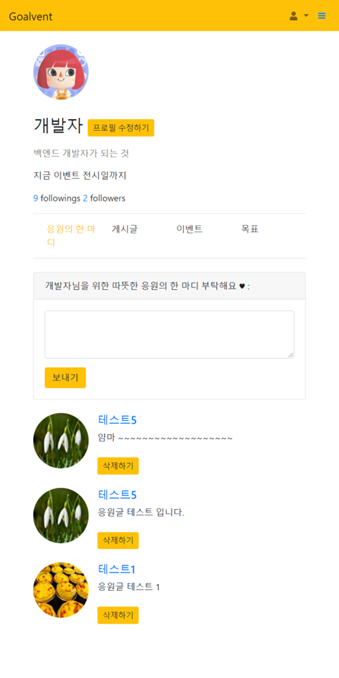 Goalvent
개발자 프로필 수정하기
백엔드 개발자가 되는 것
지금 이벤트 전시일까지
9 followings 2 followers
응원의 한 마디 게시글 이벤트 목표
개발자님을 위한 따뜻한 응원의 한 마디 부탁해요 ♥ :
보내기
테스트5
얌마 ~~~~~~~~~~~~~~~~~~~
삭제하기
테스트5
응원글 테스트 입니다.
삭제하기
테스트1
응원글 테스트 1
삭제하기